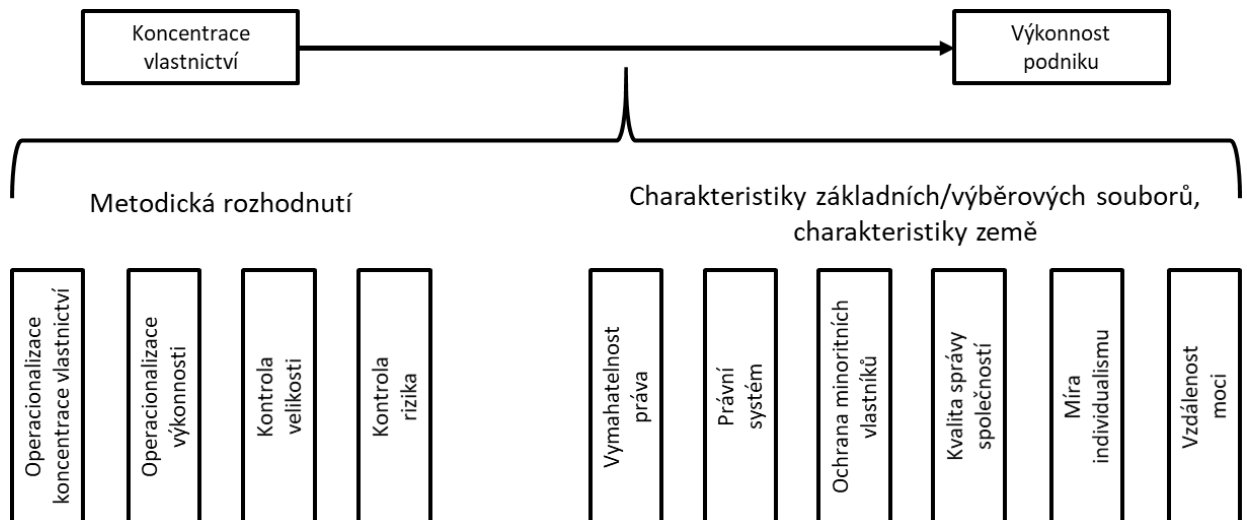 Koncentrace
vlastnictví
Výkonnost
podniku
Metodická rozhodnutí
Charakteristiky základních/výběrových souborů,
charakteristiky země
Operacionalizace
koncentrace vlastnictví
Operacionalizace
výkonnosti
Kontrola
velikosti
Kontrola
rizika
Vymahatelnost
práva
Právní
systém
Ochrana minoritních
vlastníků
Kvalita správy
společností
Míra
individualismu
Vzdálenost
moci